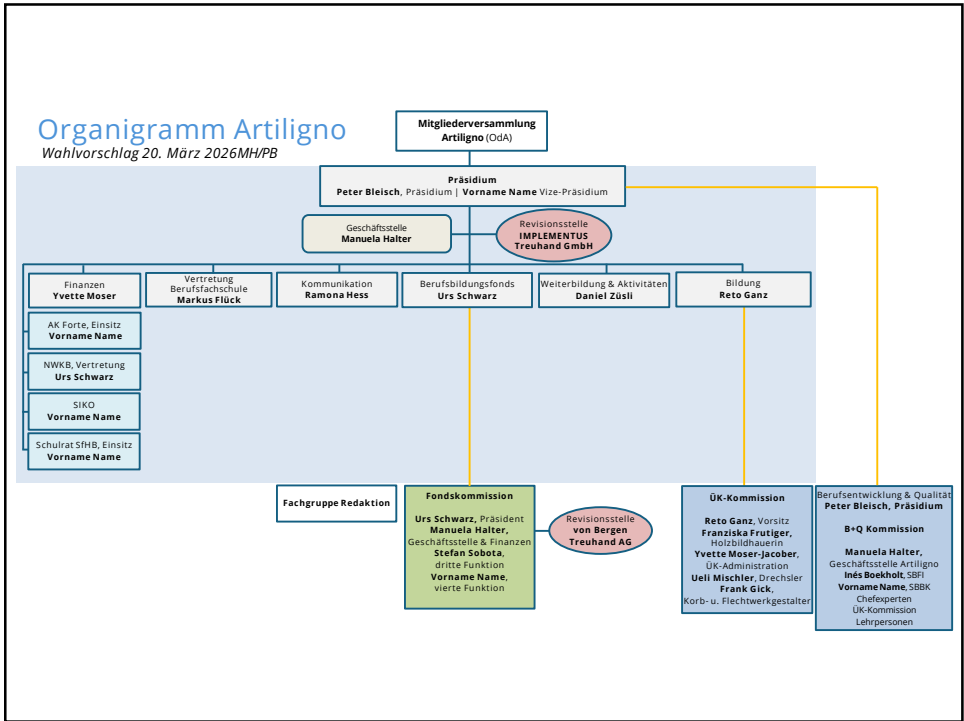 Organigramm Artiligno
Wahlvorschlag 20. März 2026MH/PB
Mitgliederversammlung
Artiligno (OdA)
Präsidium
Peter Bleisch, Präsidium | Vorname Name Vize-Präsidium
Geschäftsstelle
Manuela Halter
Revisionsstelle
IMPLEMENTUS
Treuhand GmbH
Finanzen
Yvette Moser
Vertretung
Berufsfachschule
Markus Flück
Kommunikation
Ramona Hess
Berufsbildungsfonds
Urs Schwarz
Weiterbildung & Aktivitäten
Daniel Züsli
Bildung
Reto Ganz
AK Forte, Einsitz
Vorname Name
NWKB, Vertretung
Urs Schwarz
SIKO
Vorname Name
Schulrat SfHB, Einsitz
Vorname Name
Fachgruppe Redaktion
Fondskommission
Urs Schwarz, Präsident
Manuela Halter,
Geschäftsstelle & Finanzen
Stefan Sobota,
dritte Funktion
Vorname Name,
vierte Funktion
Revisionsstelle
von Bergen
Treuhand AG
ÜK-Kommission
Reto Ganz, Vorsitz
Franziska Frutiger,
Holzbildhauerin
Yvette Moser-Jacober,
ÜK-Administration
Ueli Mischler, Drechsler
Frank Gick,
Korb- u. Flechtwerkgestalter
Berufsentwicklung & Qualität
Peter Bleisch, Präsidium
B+Q Kommission
Manuela Halter,
Geschäftsstelle Artiligno
Inés Boekholt, SBFI
Vorname Name, SBBK
Chefexperten
ÜK-Kommission
Lehrpersonen